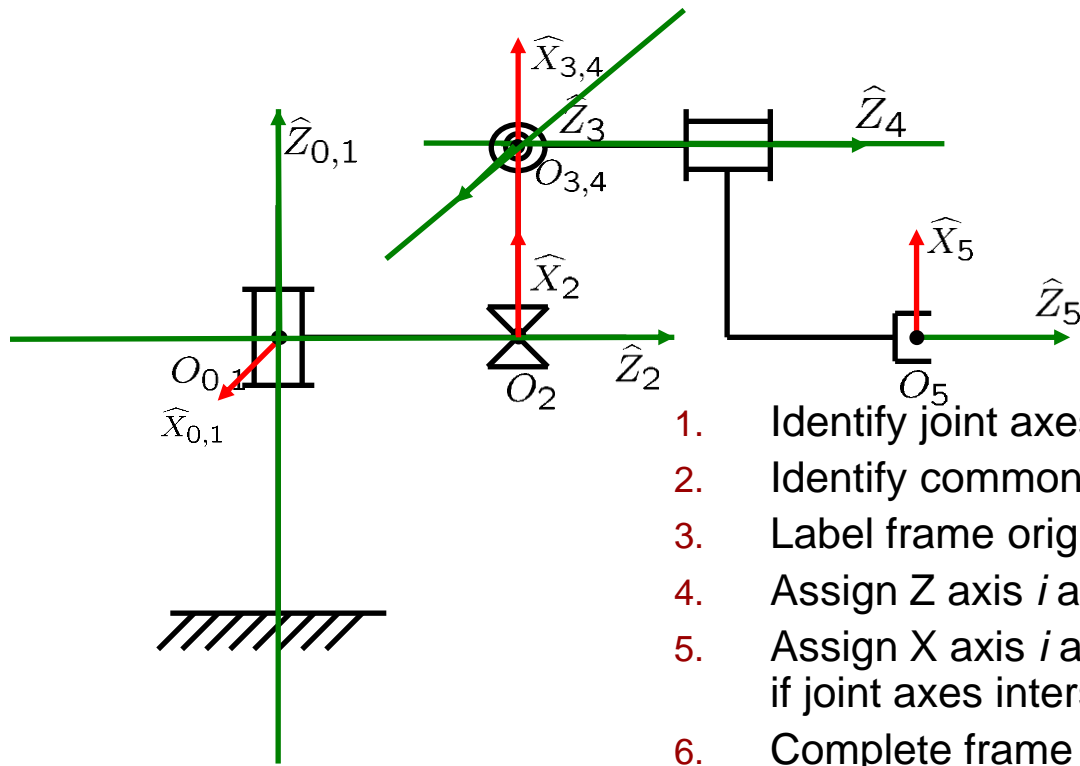 X̂₃,₄
Ẑ₃
Ẑ₄
Ẑ₀,₁
O₃,₄
X̂₂
X̂₅
Ẑ₅
O₀,₁
Ẑ₂
O₂
O₅
X̂₀,₁
1. Identify joint axes
2. Identify common
3. Label frame orig
4. Assign Z axis i a
5. Assign X axis i a
if joint axes inters
6. Complete frame